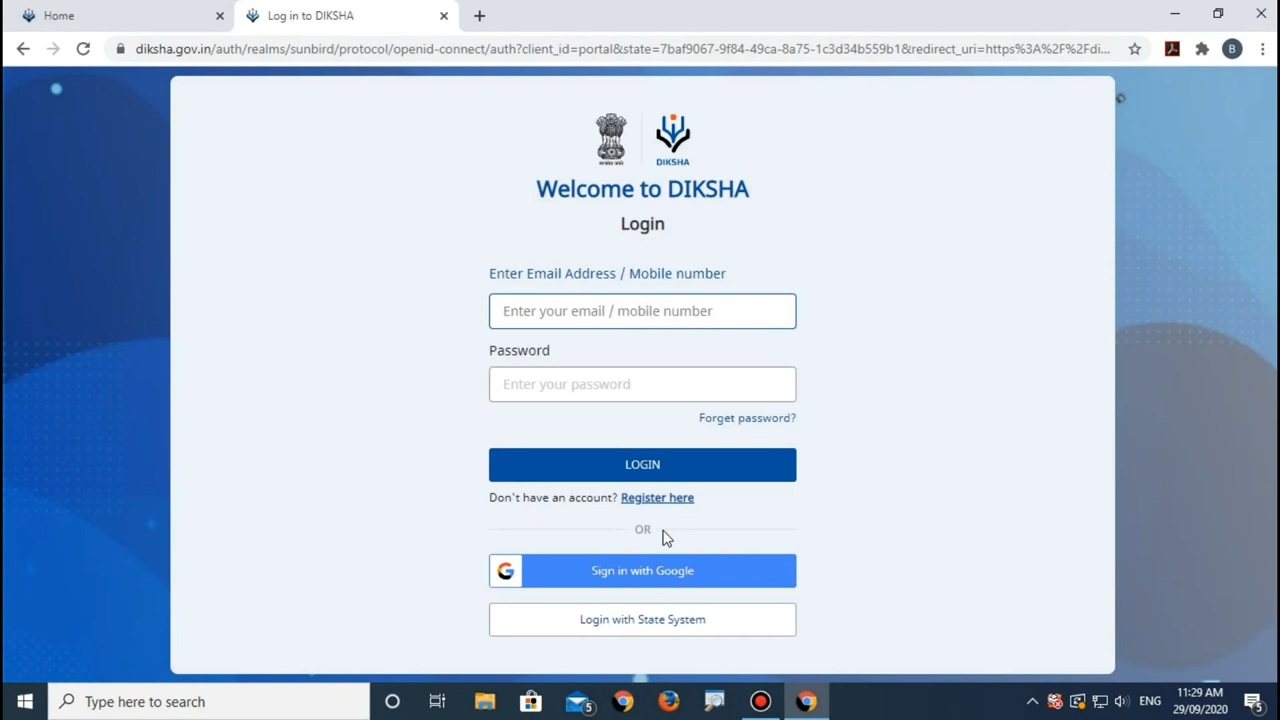 Home
Log in to DIKSHA
diksha.gov.in/auth/realms/sunbird/protocol/openid-connect/auth?client_id=portal&state=7baf9067-9f84-49ca-8a75-1c3d34b559b1&redirect_uri=https%3A%2F%2Fdi...
B
DIKSHA
Welcome to DIKSHA
Login
Enter Email Address / Mobile number
Enter your email / mobile number
Password
Enter your password
Forget password?
LOGIN
Don't have an account? Register here
OR
G Sign in with Google
Login with State System
Type here to search
5
ENG
11:29 AM
29/09/2020
5